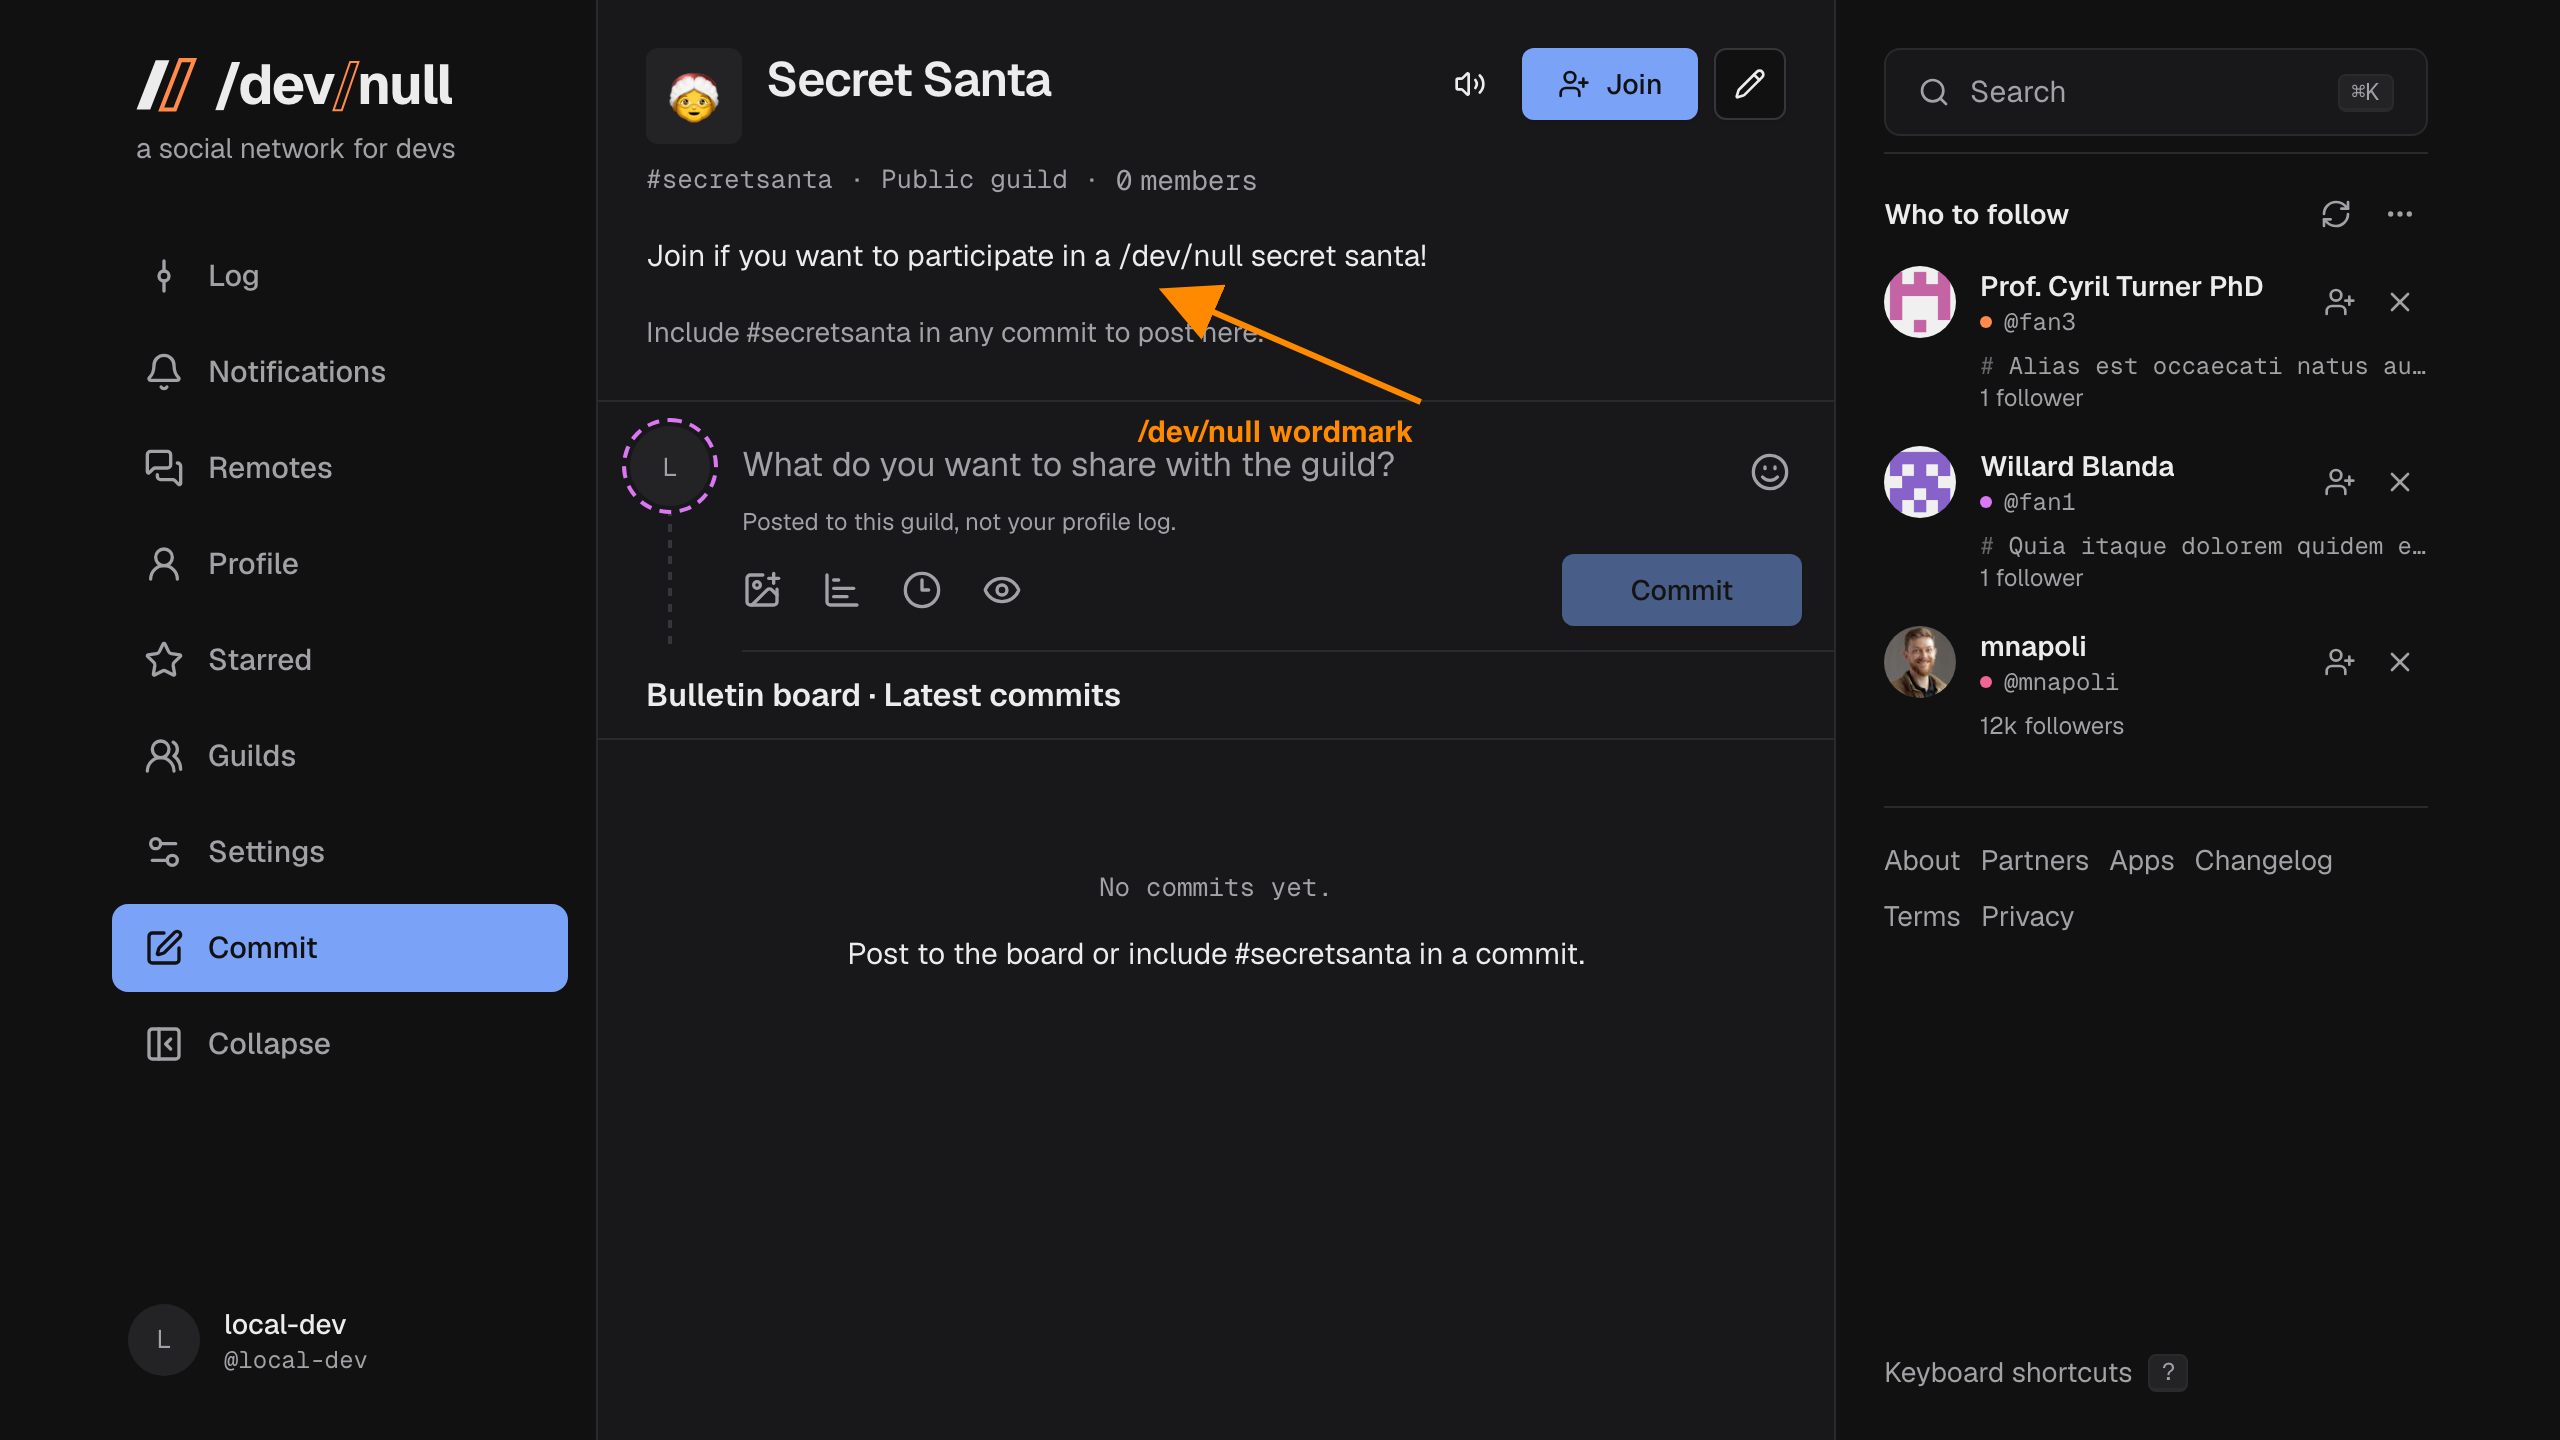 /dev/null
a social network for devs
Log
Notifications
Remotes
Profile
Starred
Guilds
Settings
Commit
Collapse
L
local-dev
@local-dev
Secret Santa
Join
#secretsanta · Public guild · 0 members
Join if you want to participate in a /dev/null secret santa!
Include #secretsanta in any commit to post here.
/dev/null wordmark
L
What do you want to share with the guild?
Posted to this guild, not your profile log.
Commit
Bulletin board · Latest commits
No commits yet.
Post to the board or include #secretsanta in a commit.
Search ⌘K
Who to follow
Prof. Cyril Turner PhD
@fan3
# Alias est occaecati natus au…
1 follower
Willard Blanda
@fan1
# Quia itaque dolorem quidem e…
1 follower
mnapoli
@mnapoli
12k followers
About Partners Apps Changelog
Terms Privacy
Keyboard shortcuts ?